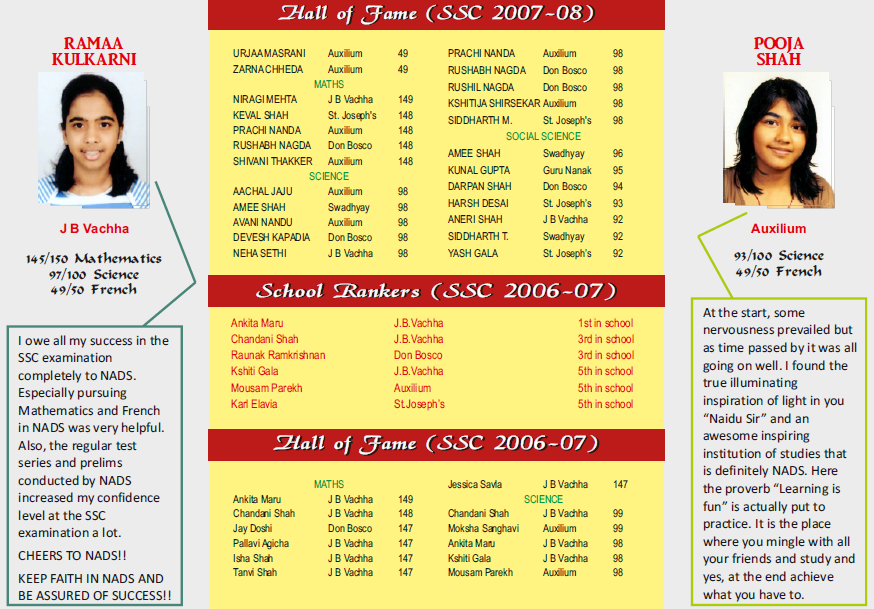 RAMAA
KULKARNI
J B Vachha
145/150 Mathematics
97/100 Science
49/50 French
I owe all my success in the
SSC examination
completely to NADS.
Especially pursuing
Mathematics and French
in NADS was very helpful.
Also, the regular test
series and prelims
conducted by NADS
increased my confidence
level at the SSC
examination a lot.
CHEERS TO NADS!!
KEEP FAITH IN NADS AND
BE ASSURED OF SUCCESS!!
Hall of Fame (SSC 2007-08)
URJAA MASRANI Auxilium 49
ZARNA CHHEDA Auxilium 49
MATHS
NIRAGI MEHTA J B Vachha 149
KEVAL SHAH St. Joseph's 148
PRACHI NANDA Auxilium 148
RUSHABH NAGDA Don Bosco 148
SHIVANI THAKKER Auxilium 148
SCIENCE
AACHAL JAJU Auxilium 98
AMEE SHAH Swadhyay 98
AVANI NANDU Auxilium 98
DEVESH KAPADIA Don Bosco 98
NEHA SETHI J B Vachha 98
PRACHI NANDA Auxilium 98
RUSHABH NAGDA Don Bosco 98
RUSHIL NAGDA Don Bosco 98
KSHITIJA SHIRSEKAR Auxilium 98
SIDDHARTH M. St. Joseph's 98
SOCIAL SCIENCE
AMEE SHAH Swadhyay 96
KUNAL GUPTA Guru Nanak 95
DARPAN SHAH Don Bosco 94
HARSH DESAI St. Joseph's 93
ANERI SHAH J B Vachha 92
SIDDHARTH T. Swadhyay 92
YASH GALA St. Joseph's 92
School Rankers (SSC 2006-07)
Ankita Maru J.B.Vachha 1st in school
Chandani Shah J.B.Vachha 3rd in school
Raunak Ramkrishnan Don Bosco 3rd in school
Kshiti Gala J.B.Vachha 5th in school
Mousam Parekh Auxilium 5th in school
Karl Elavia St.Joseph's 5th in school
Hall of Fame (SSC 2006-07)
MATHS
Ankita Maru J B Vachha 149
Chandani Shah J B Vachha 148
Jay Doshi Don Bosco 147
Pallavi Agicha J B Vachha 147
Isha Shah J B Vachha 147
Tanvi Shah J B Vachha 147
Jessica Savla J B Vachha 147
SCIENCE
Chandani Shah J B Vachha 99
Moksha Sanghavi Auxilium 99
Ankita Maru J B Vachha 98
Kshiti Gala J B Vachha 98
Mousam Parekh Auxilium 98
POOJA
SHAH
Auxilium
93/100 Science
49/50 French
At the start, some
nervousness prevailed but
as time passed by it was all
going on well. I found the
true illuminating
inspiration of light in you
“Naidu Sir” and an
awesome inspiring
institution of studies that
is definitely NADS. Here
the proverb “Learning is
fun” is actually put to
practice. It is the place
where you mingle with all
your friends and study and
yes, at the end achieve
what you have to.